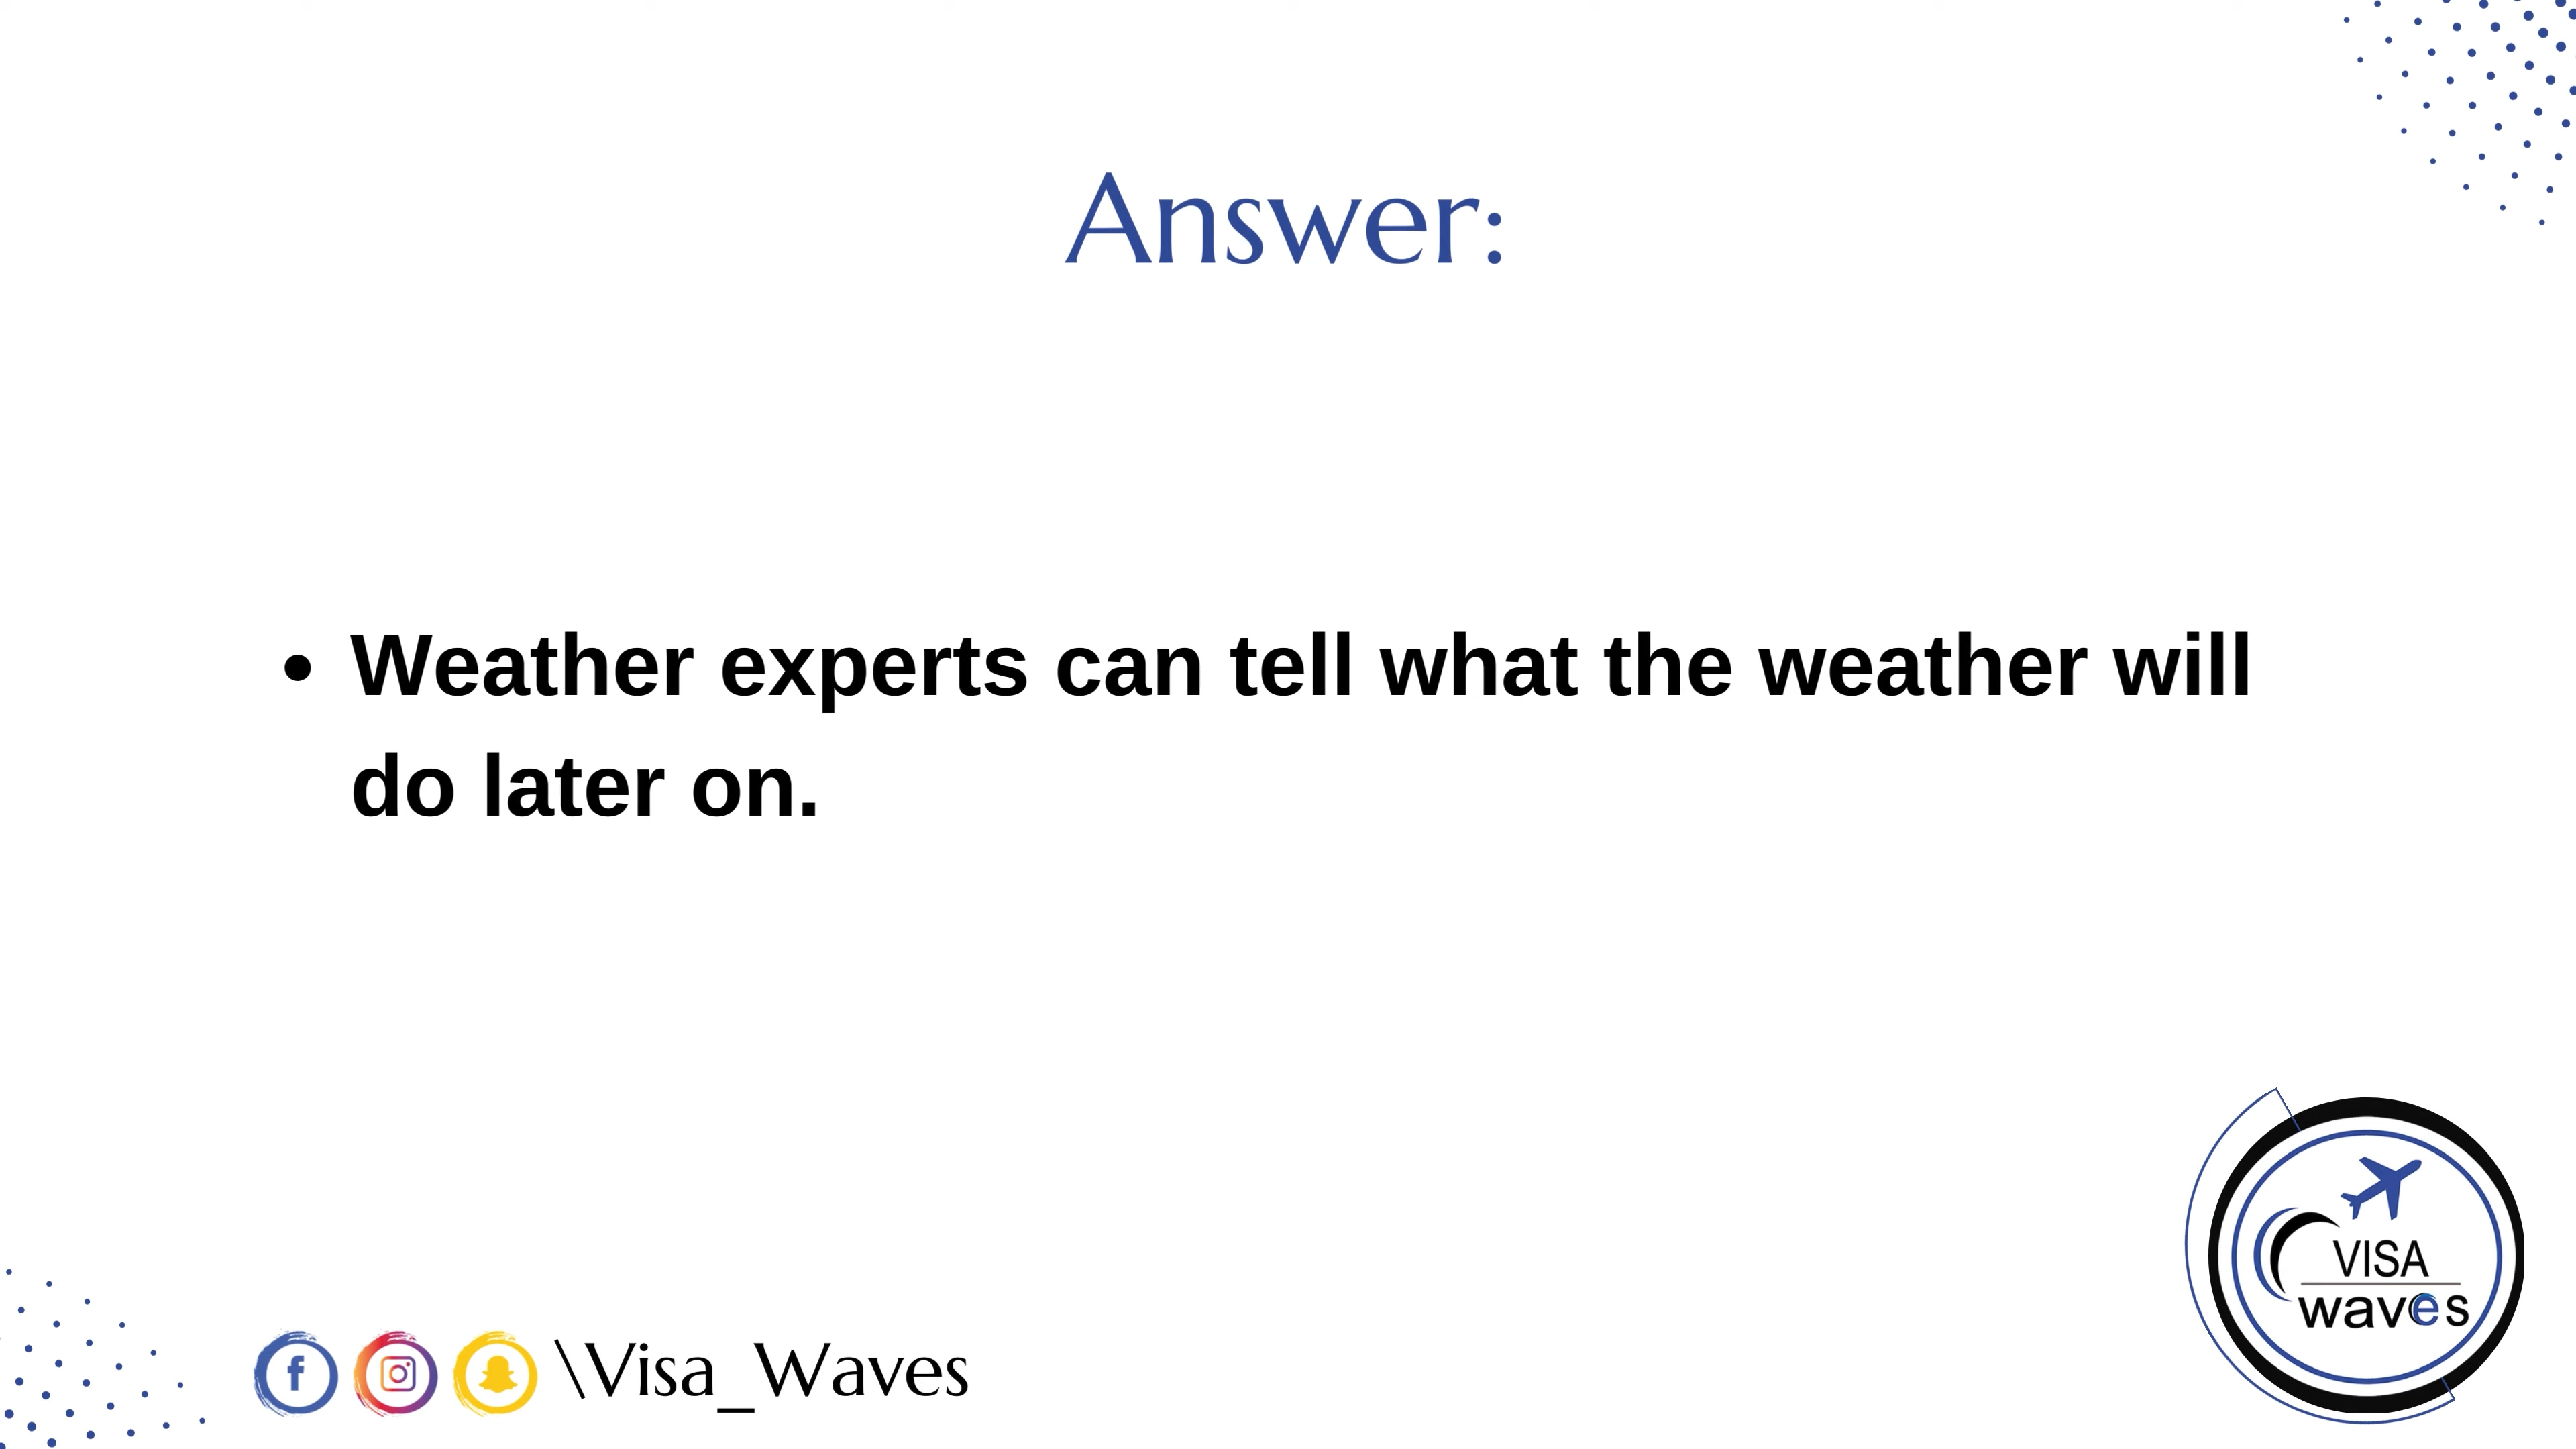 Answer:
• Weather experts can tell what the weather will
do later on.
VISA
waves
\Visa_Waves